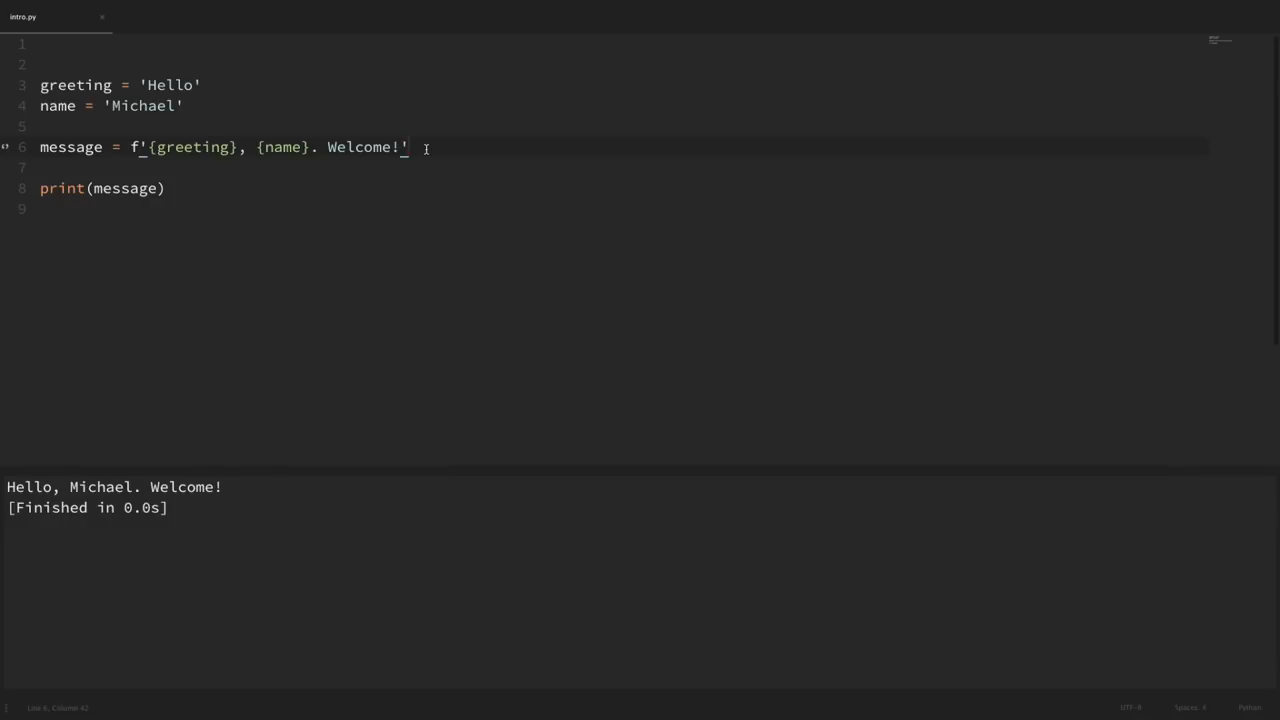 intro.py ×
1
2
3 greeting = 'Hello'
4 name = 'Michael'
5
6 message = f'{greeting}, {name}. Welcome!'
7
8 print(message)
9
Hello, Michael. Welcome!
[Finished in 0.0s]
Line 6, Column 42 UTF-8 Spaces: 4 Python